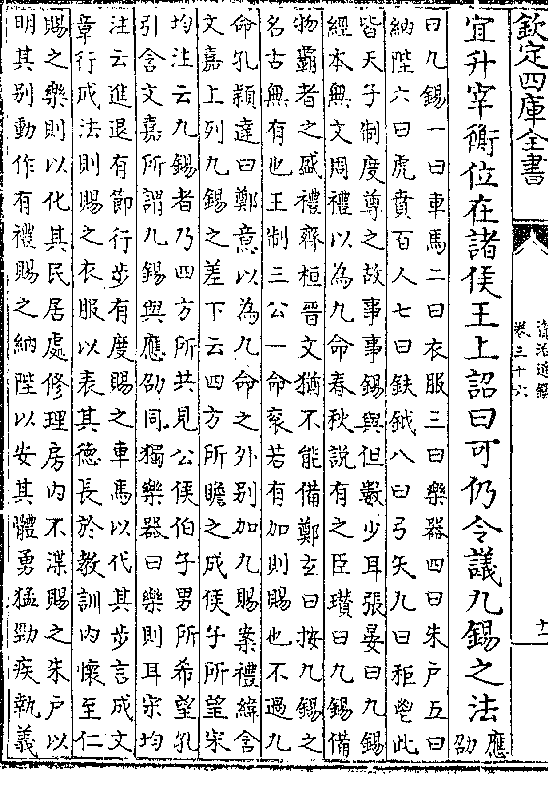 欽定四庫全書
資治通鑑
卷三十六
十一
宜升宰衡位在諸侯王上詔曰可仍令議九錫之法應劭
曰九錫一曰車馬二曰衣服三曰樂器四曰朱户五曰
納陛六曰虎賁百人七曰鈇鉞八曰弓矢九曰秬鬯此
皆天子制度尊之故事事錫與但數少耳張晏曰九錫
經本無文周禮以為九命春秋説有之臣瓉曰九錫備
物霸者之盛禮齊桓晉文猶不能備鄭玄曰按九錫之
名古無有也王制三公一命衮若有加則賜也不過九
命孔穎達曰鄭意以為九命之外别加九賜案禮緯含
文嘉上列九錫之差下云四方所瞻之成侯子所望宋
均注云九錫者乃四方所共見公侯伯子男所希望孔
引含文嘉所謂九錫與應劭同獨樂器曰樂則耳宋均
注云進退有節行步有度賜之車馬以代其步言成文
章行成法則賜之衣服以表其德長於教訓内懷至仁
賜之樂則以化其民居處修理房内不渫賜之朱户以
明其别動作有禮賜之納陛以安其體勇猛勁疾執義